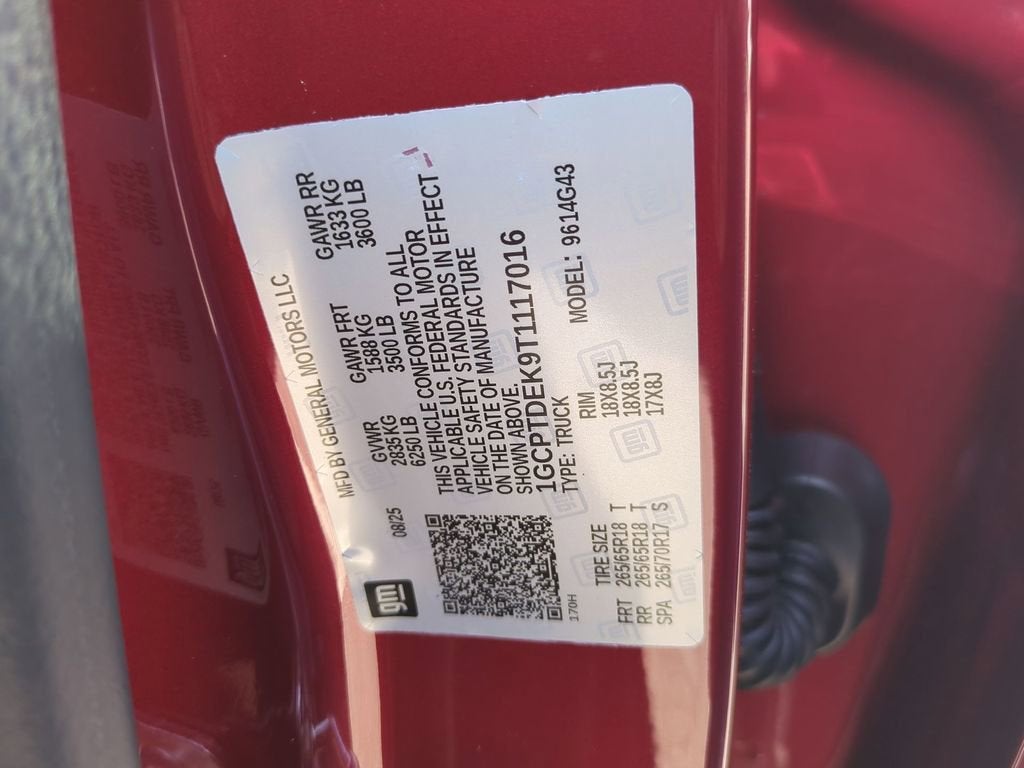 MFD BY GENERAL MOTORS LLC
gm
08/25
GVWR GAWR FRT GAWR RR
2835 KG 1588 KG 1633 KG
6250 LB 3500 LB 3600 LB
THIS VEHICLE CONFORMS TO ALL
APPLICABLE U.S. FEDERAL MOTOR
VEHICLE SAFETY STANDARDS IN EFFECT
ON THE DATE OF MANUFACTURE
SHOWN ABOVE.
1GCPTDEK9T1117016
TYPE: TRUCK MODEL: 9614G43
170H
TIRE SIZE RIM
FRT 265/65R18 T 18X8.5J
RR 265/65R18 T 18X8.5J
SPA 265/70R17 S 17X8J